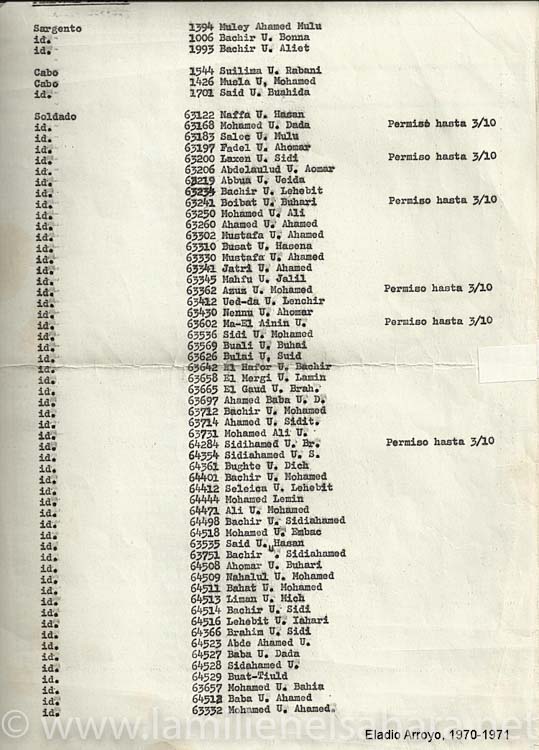 Sargento 1394 Muley Ahamed Mulu
id. 1006 Bachir U. Bonna
id. 1993 Bachir U. Aliet
Cabo 1544 Suilima U. Rabani
Cabo 1426 Musla U. Mohamed
id. 1701 Said U. Bushida
Soldado 63122 Naffa U. Hasan
id. 63168 Mohamed U. Dada Permiso hasta 3/10
id. 63183 Salec U. Mulu
id. 63197 Fadel U. Ahomar
id. 63200 Laxen U. Sidi Permiso hasta 3/10
id. 63206 Abdelaulud U. Aomar
id. 63219 Abbua U. Ueida
id. 63234 Bachir U. Lehebit
id. 63241 Boibat U. Buhari Permiso hasta 3/10
id. 63250 Mohamed U. Ali
id. 63260 Ahamed U. Ahamed
id. 63302 Mustafa U. Ahamed
id. 63310 Busat U. Hasena
id. 63330 Mustafa U. Ahamed
id. 63341 Jatri U. Ahamed
id. 63345 Mahfu U. Jalil
id. 63362 Azuz U. Mohamed Permiso hasta 3/10
id. 63412 Ued-da U. Lenchir
id. 63430 Nennu U. Ahomar
id. 63602 Ma-El Ainin U. Permiso hasta 3/10
id. 63536 Sidi U. Mohamed
id. 63569 Buali U. Buhai
id. 63626 Bulai U. Suid
id. 63642 El Hafor U. Bachir
id. 63658 El Mergi U. Lamin
id. 63665 El Gaud U. Brah.
id. 63697 Ahamed Baba U. D.
id. 63712 Bachir U. Mohamed
id. 63714 Ahamed U. Sidit.
id. 63731 Mohamed Ali U.
id. 64284 Sidihamed U. Br. Permiso hasta 3/10
id. 64354 Sidiahamed U. S.
id. 64361 Bughte U. Dich
id. 64401 Bachir U. Mohamed
id. 64412 Seleica U. Lehebit
id. 64444 Mohamed Lemin
id. 64471 Ali U. Mohamed
id. 64498 Bachir U. Sidiahamed
id. 64518 Mohamed U. Embac
id. 63535 Said U. Hasan
id. 63751 Bachir U. Sidiahamed
id. 64508 Ahomar U. Buhari
id. 64509 Nahalul U. Mohamed
id. 64511 Bahat U. Mohamed
id. 64513 Liman U. Mich
id. 64514 Bachir U. Sidi
id. 64516 Lehebit U. Iahari
id. 64366 Brahim U. Sidi
id. 64523 Abde Ahamed U.
id. 64527 Baba U. Dada
id. 64528 Sidahamed U.
id. 64529 Buat-Tiuld
id. 63657 Mohamed U. Bahia
id. 64512 Baba U. Ahamed
id. 63332 Mohamed U. Ahamed.
© www.lamilienelsahara.net
Eladio Arroyo, 1970-1971